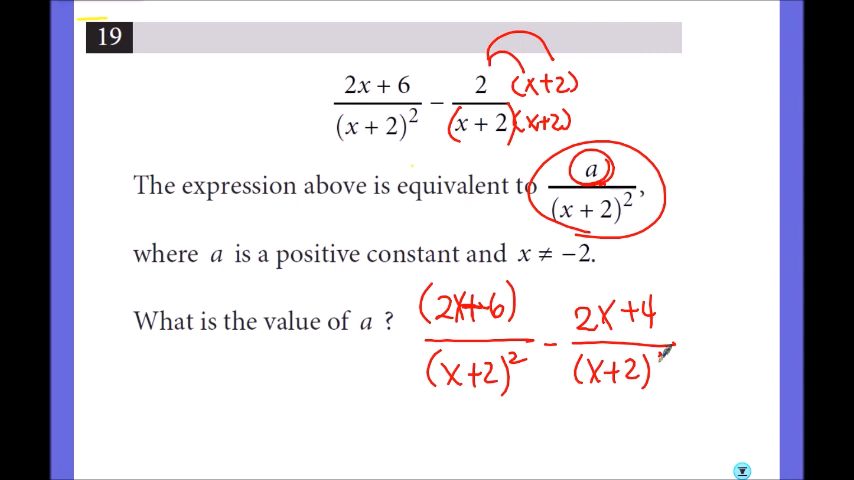 19
2x + 6 / (x + 2)² − 2 (x+2) / (x + 2)(x+2)
The expression above is equivalent to a / (x + 2)²,
where a is a positive constant and x ≠ −2.
What is the value of a ?
(2x+6) / (x+2)² − 2x+4 / (x+2)